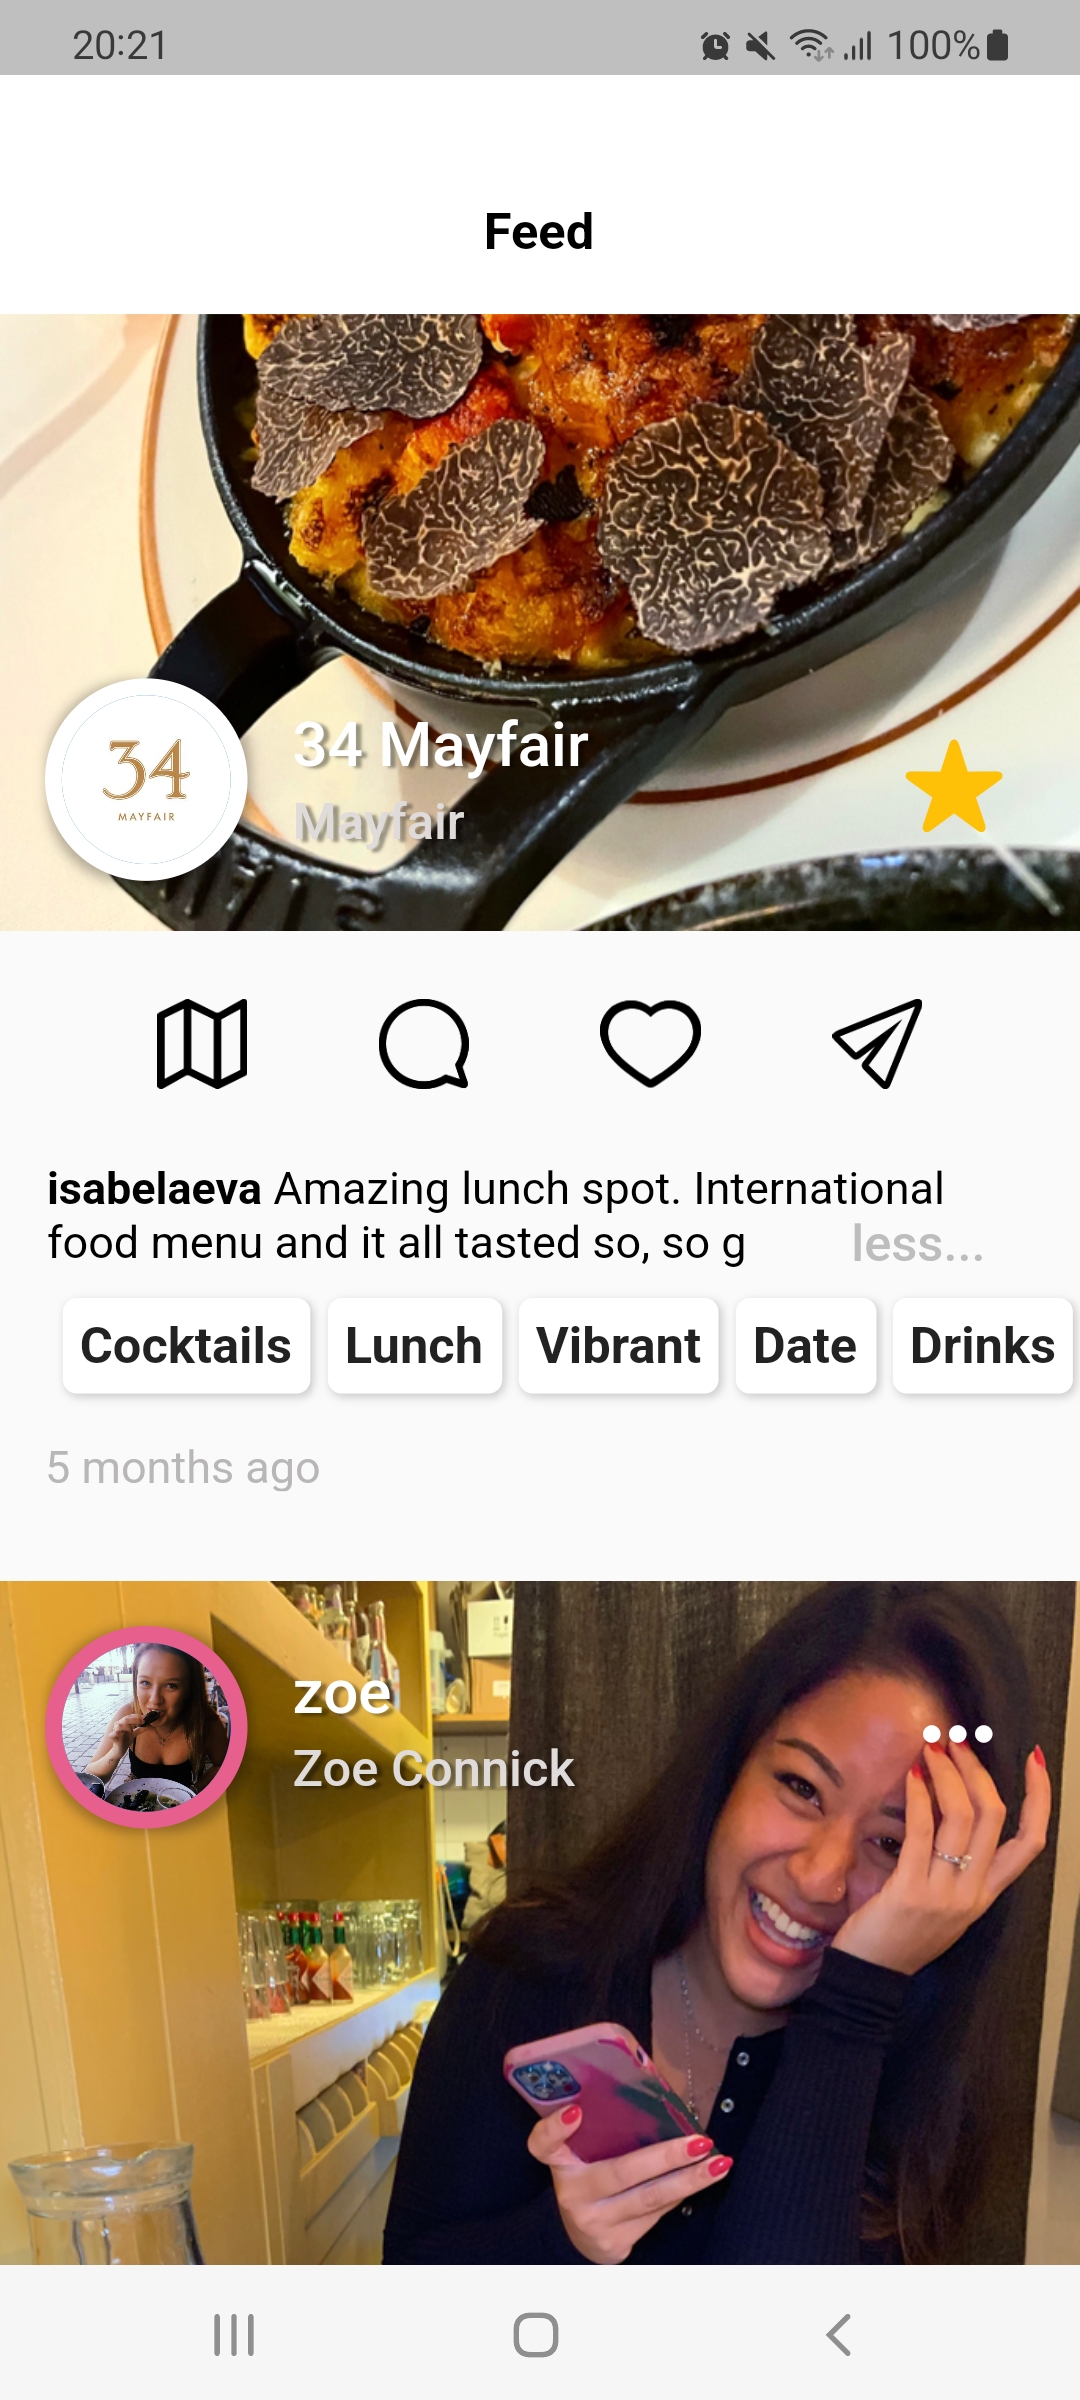 20:21
100%
Feed
34
MAYFAIR
34 Mayfair
Mayfair
isabelaeva Amazing lunch spot. International
food menu and it all tasted so, so g less...
Cocktails Lunch Vibrant Date Drinks
5 months ago
zoe
Zoe Connick